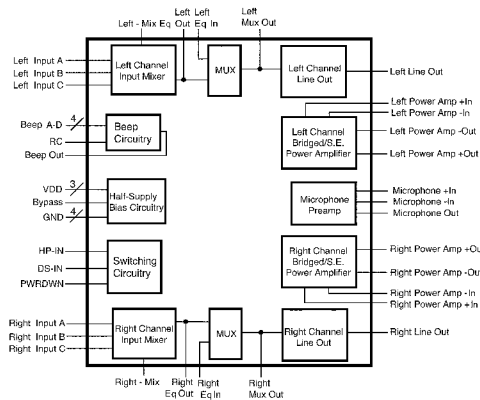 Left - Mix
Left
Eq Out
Left
Eq In
Left
Mux Out
Left Input A
Left Input B
Left Input C
Left Channel
Input Mixer
MUX
Left Channel
Line Out
Left Line Out
Beep A-D
4
RC
Beep Out
Beep
Circuitry
Left Channel
Bridged/S.E.
Power Amplifier
Left Power Amp +In
Left Power Amp -In
Left Power Amp -Out
Left Power Amp +Out
VDD
3
Bypass
GND
4
Half-Supply
Bias Circuitry
Microphone
Preamp
Microphone +In
Microphone -In
Microphone Out
HP-IN
DS-IN
PWRDWN
Switching
Circuitry
Right Channel
Bridged/S.E.
Power Amplifier
Right Power Amp +Ou
Right Power Amp -Out
Right Power Amp -In
Right Power Amp +In
Right Input A
Right Input B
Right Input C
Right Channel
Input Mixer
MUX
Right Channel
Line Out
Right Line Out
Right - Mix
Right
Eq Out
Right
Eq In
Right
Mux Out